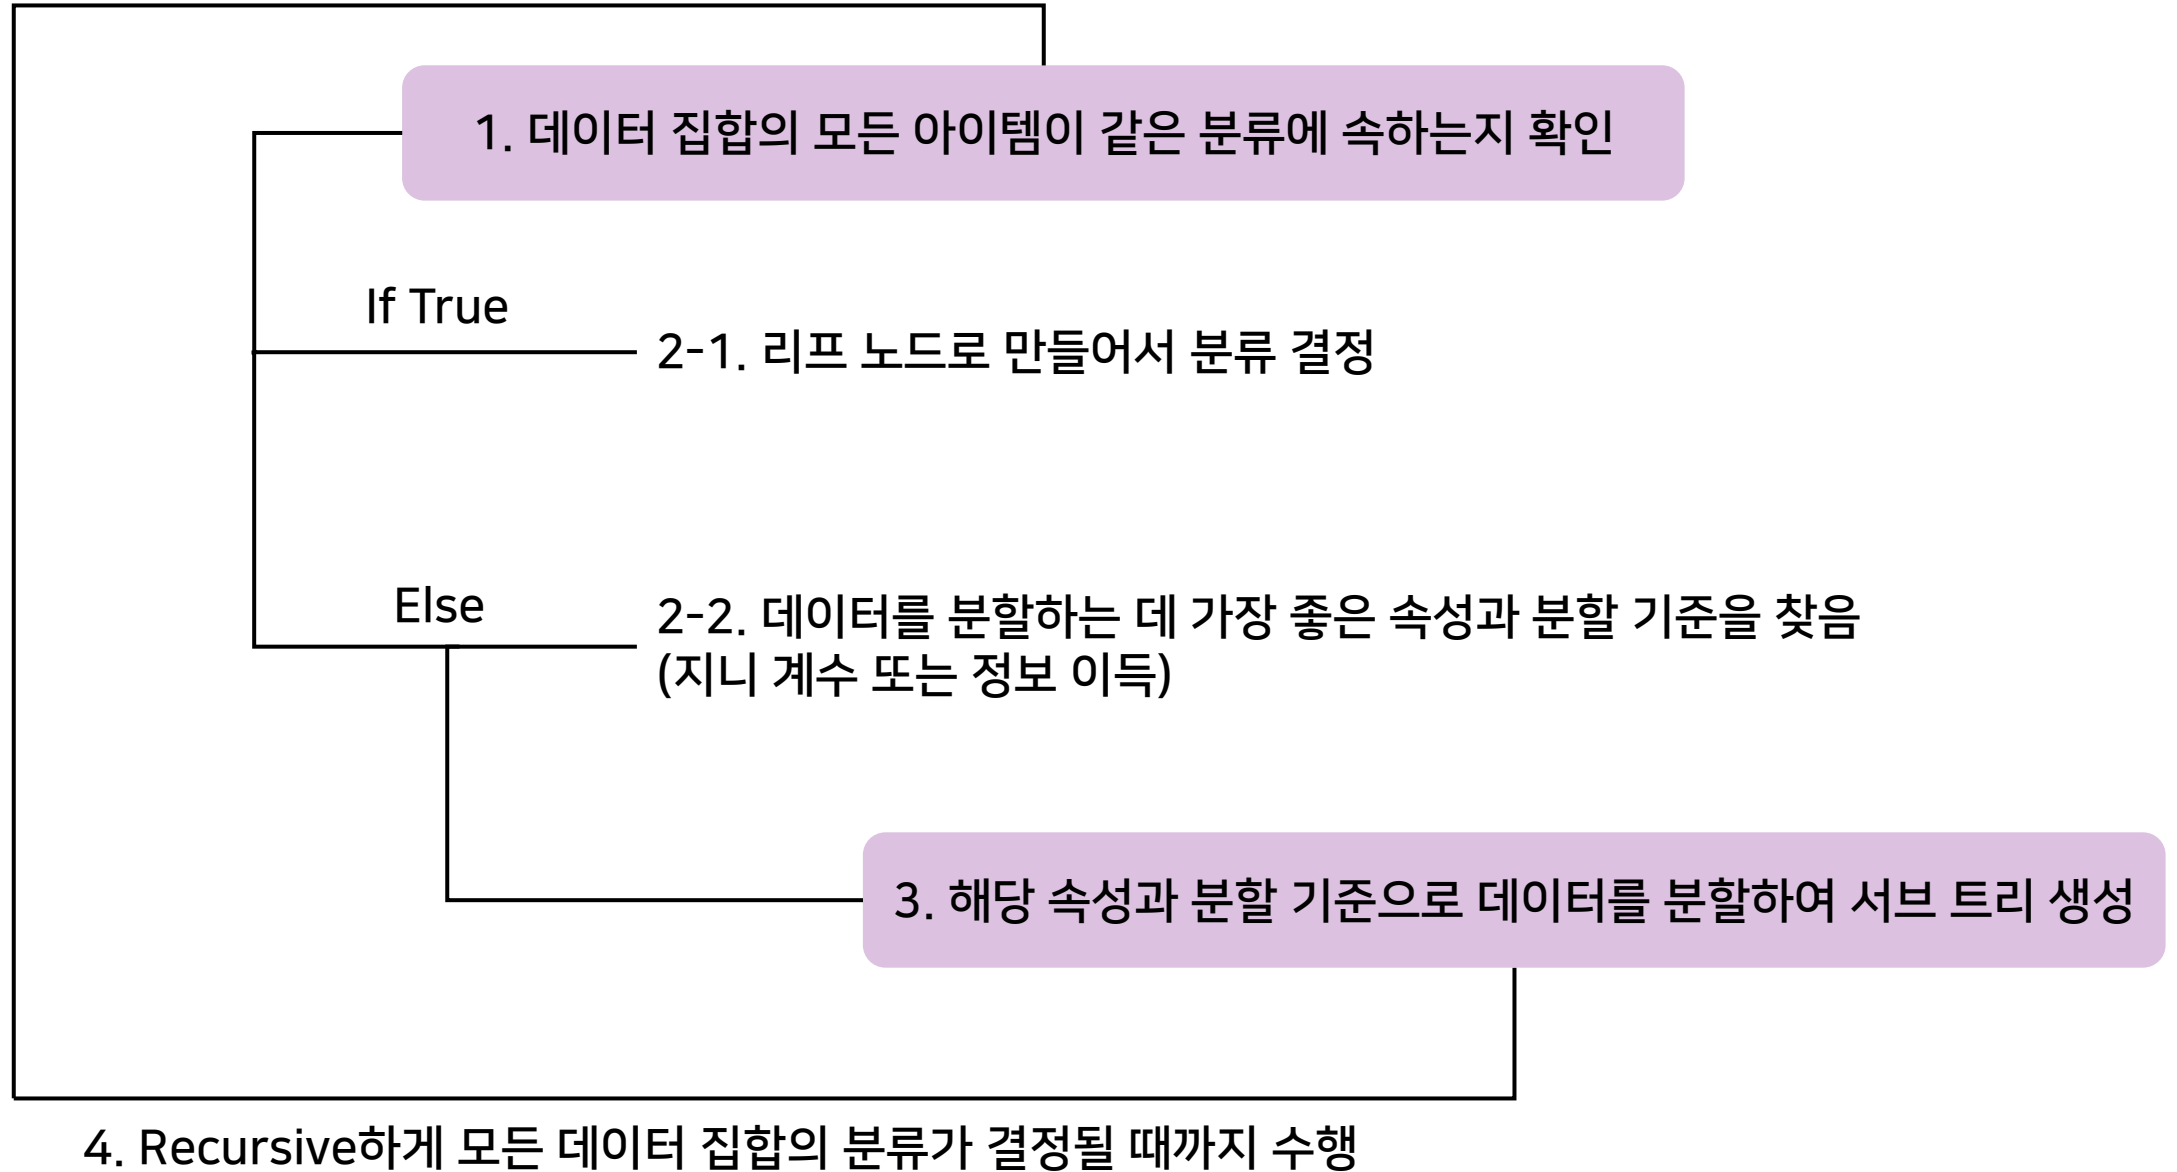 1. 데이터 집합의 모든 아이템이 같은 분류에 속하는지 확인
If True
2-1. 리프 노드로 만들어서 분류 결정
Else
2-2. 데이터를 분할하는 데 가장 좋은 속성과 분할 기준을 찾음
(지니 계수 또는 정보 이득)
3. 해당 속성과 분할 기준으로 데이터를 분할하여 서브 트리 생성
4. Recursive하게 모든 데이터 집합의 분류가 결정될 때까지 수행